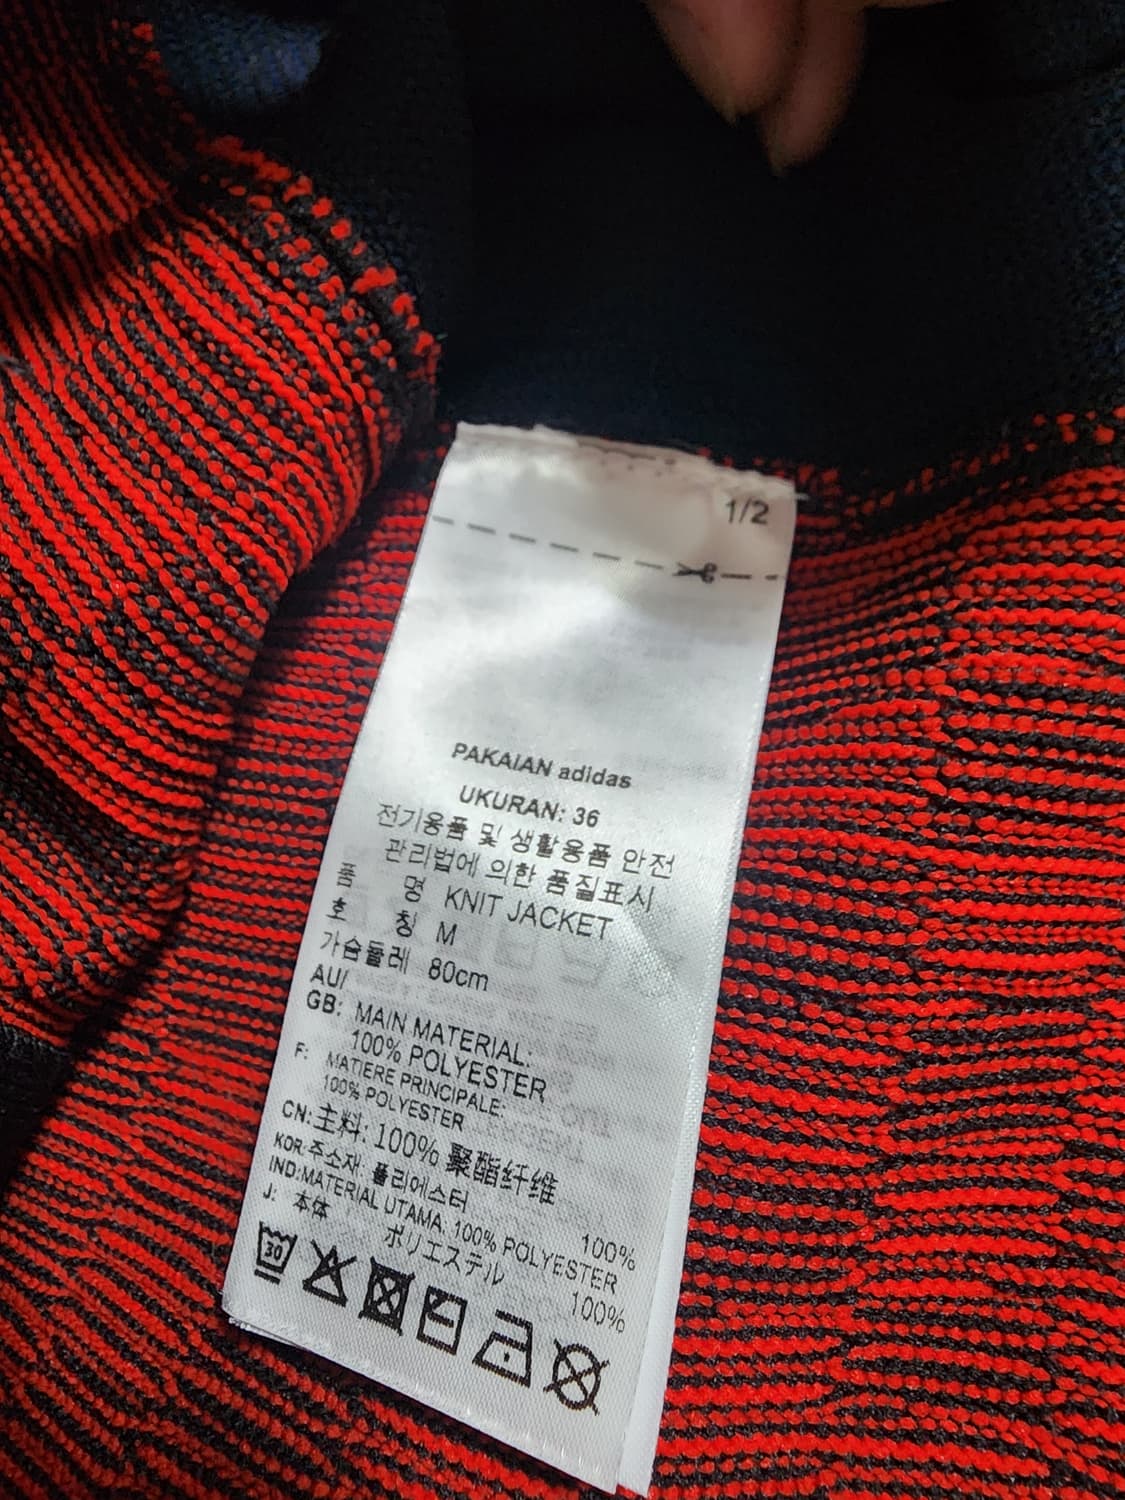 1/2
PAKAIAN adidas
UKURAN: 36
전기용품 및 생활용품 안전
관리법에 의한 품질표시
품 명 KNIT JACKET
호 칭 M
가슴둘레 80cm
AU/
GB: MAIN MATERIAL:
100% POLYESTER
F: MATIERE PRINCIPALE:
100% POLYESTER
CN: 主料: 100% 聚酯纤维
KOR: 주소재: 폴리에스터 100%
IND: MATERIAL UTAMA: 100% POLYESTER
J: 本体 ポリエステル 100%
30